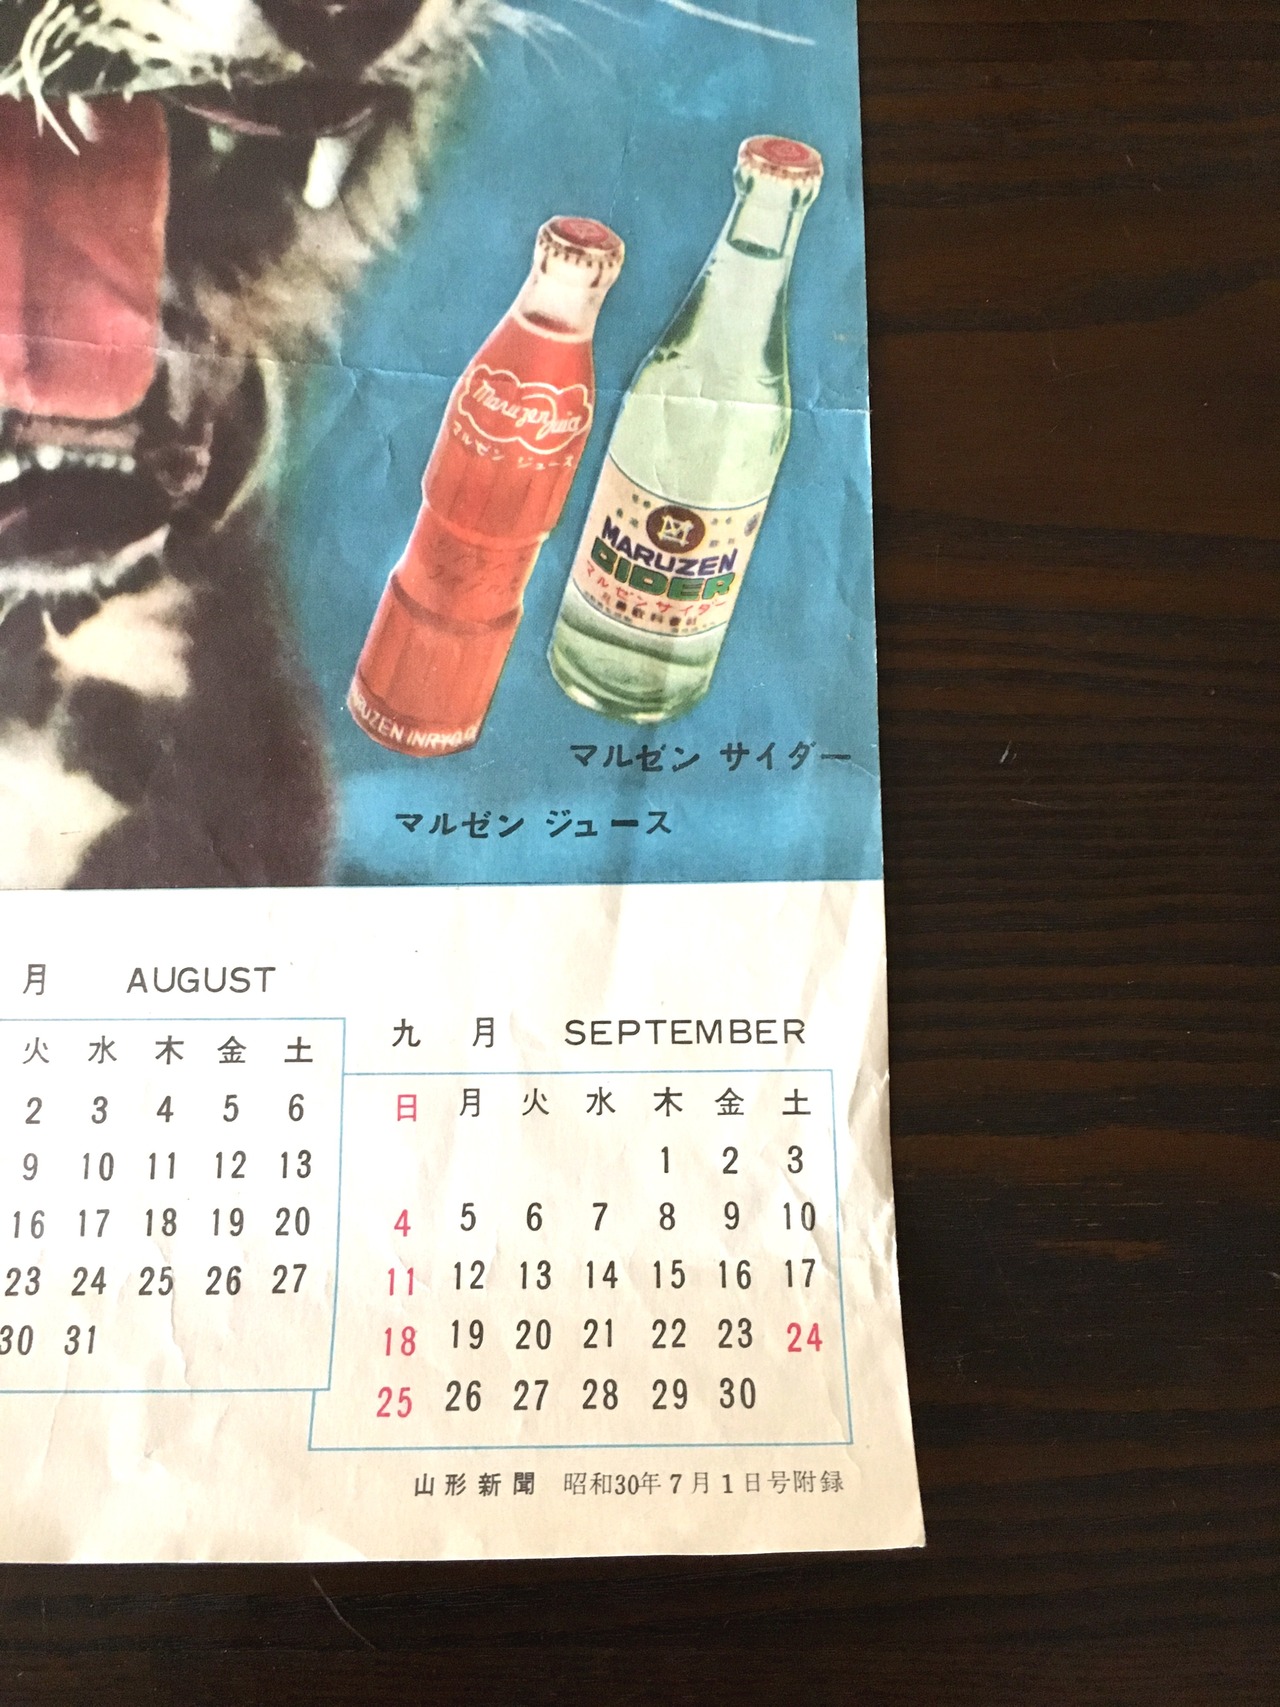 Maruzen Juice
マルゼン ジュース
MARUZEN
CIDER
マルゼンサイダー
マルゼン サイダー
マルゼン ジュース
月 AUGUST
火 水 木 金 土
2 3 4 5 6
9 10 11 12 13
16 17 18 19 20
23 24 25 26 27
30 31
九 月 SEPTEMBER
日 月 火 水 木 金 土
1 2 3
4 5 6 7 8 9 10
11 12 13 14 15 16 17
18 19 20 21 22 23 24
25 26 27 28 29 30
山形新聞 昭和30年7月1日号附録